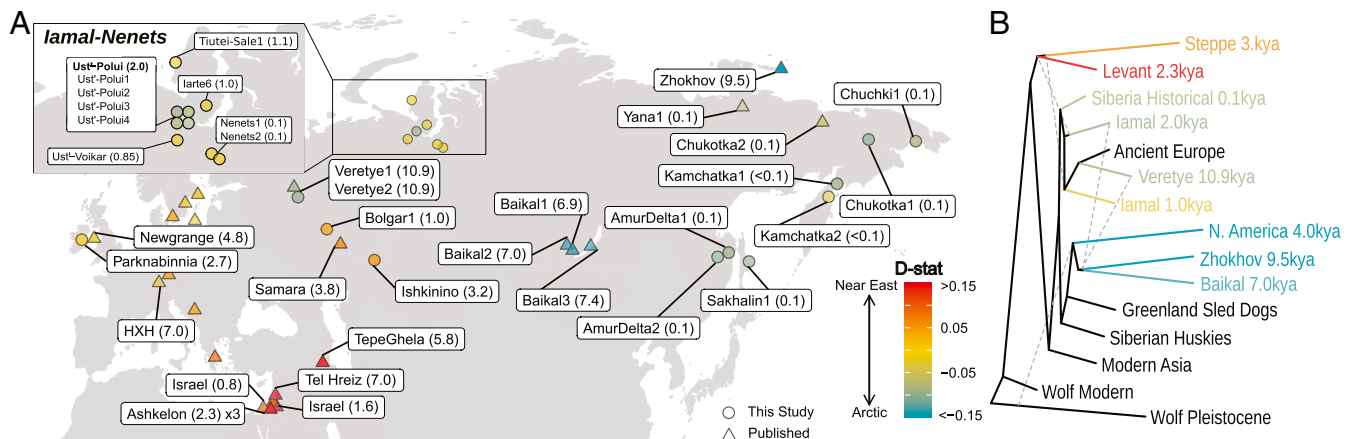 A
Iamal-Nenets
Tiutei-Sale1 (1.1)
Ust'-Polui (2.0)
Ust'-Polui1
Ust'-Polui2
Ust'-Polui3
Ust'-Polui4
Iarte6 (1.0)
Nenets1 (0.1)
Nenets2 (0.1)
Ust'-Voikar (0.85)
Zhokhov (9.5)
Yana1 (0.1)
Chuchki1 (0.1)
Chukotka2 (0.1)
Kamchatka1 (<0.1)
Chukotka1 (0.1)
Kamchatka2 (<0.1)
Veretye1 (10.9)
Veretye2 (10.9)
Bolgar1 (1.0)
Baikal1 (6.9)
AmurDelta1 (0.1)
Newgrange (4.8)
Parknabinnia (2.7)
Baikal2 (7.0)
Samara (3.8)
Ishkinino (3.2)
Baikal3 (7.4)
Sakhalin1 (0.1)
AmurDelta2 (0.1)
HXH (7.0)
TepeGhela (5.8)
Israel (0.8)
Tel Hreiz (7.0)
Ashkelon (2.3) x3
Israel (1.6)
D-stat
Near East
Arctic
>0.15
0.05
−0.05
<−0.15
This Study
Published
B
Steppe 3.kya
Levant 2.3kya
Siberia Historical 0.1kya
Iamal 2.0kya
Ancient Europe
Veretye 10.9kya
Iamal 1.0kya
N. America 4.0kya
Zhokhov 9.5kya
Baikal 7.0kya
Greenland Sled Dogs
Siberian Huskies
Modern Asia
Wolf Modern
Wolf Pleistocene